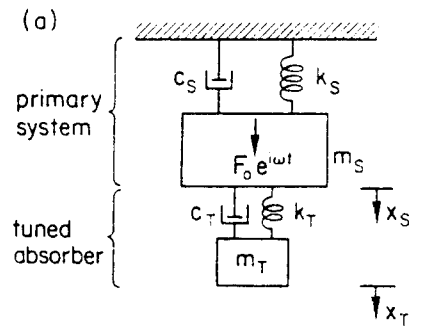 (a)
primary
system
c_S
k_S
F_o e^{iωt}
m_S
tuned
absorber
c_T
k_T
m_T
x_S
x_T